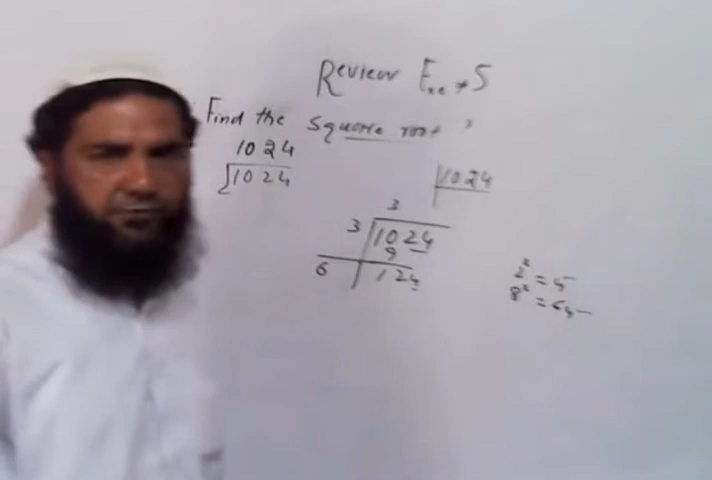 Review Exe # 5
Find the square root ?
1024
√1024
1024
3
3 1024
9
6 124
2² = 4
8² = 64